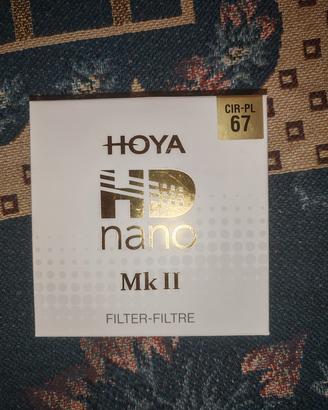 CIR-PL
67
HOYA
HD
nano
Mk II
FILTER-FILTRE